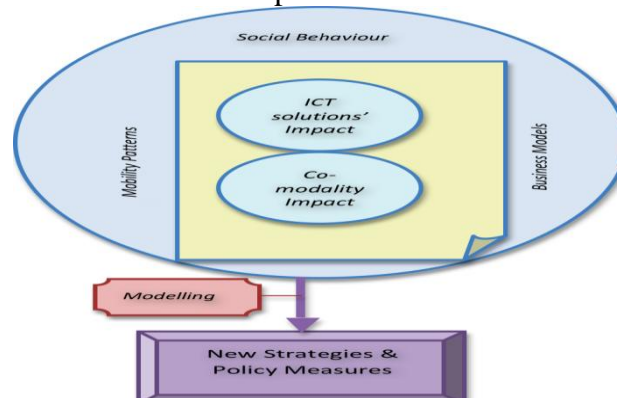 Social Behaviour
ICT
solutions'
Impact
Mobility Patterns
Business Models
Co-
modality
Impact
Modelling
New Strategies &
Policy Measures